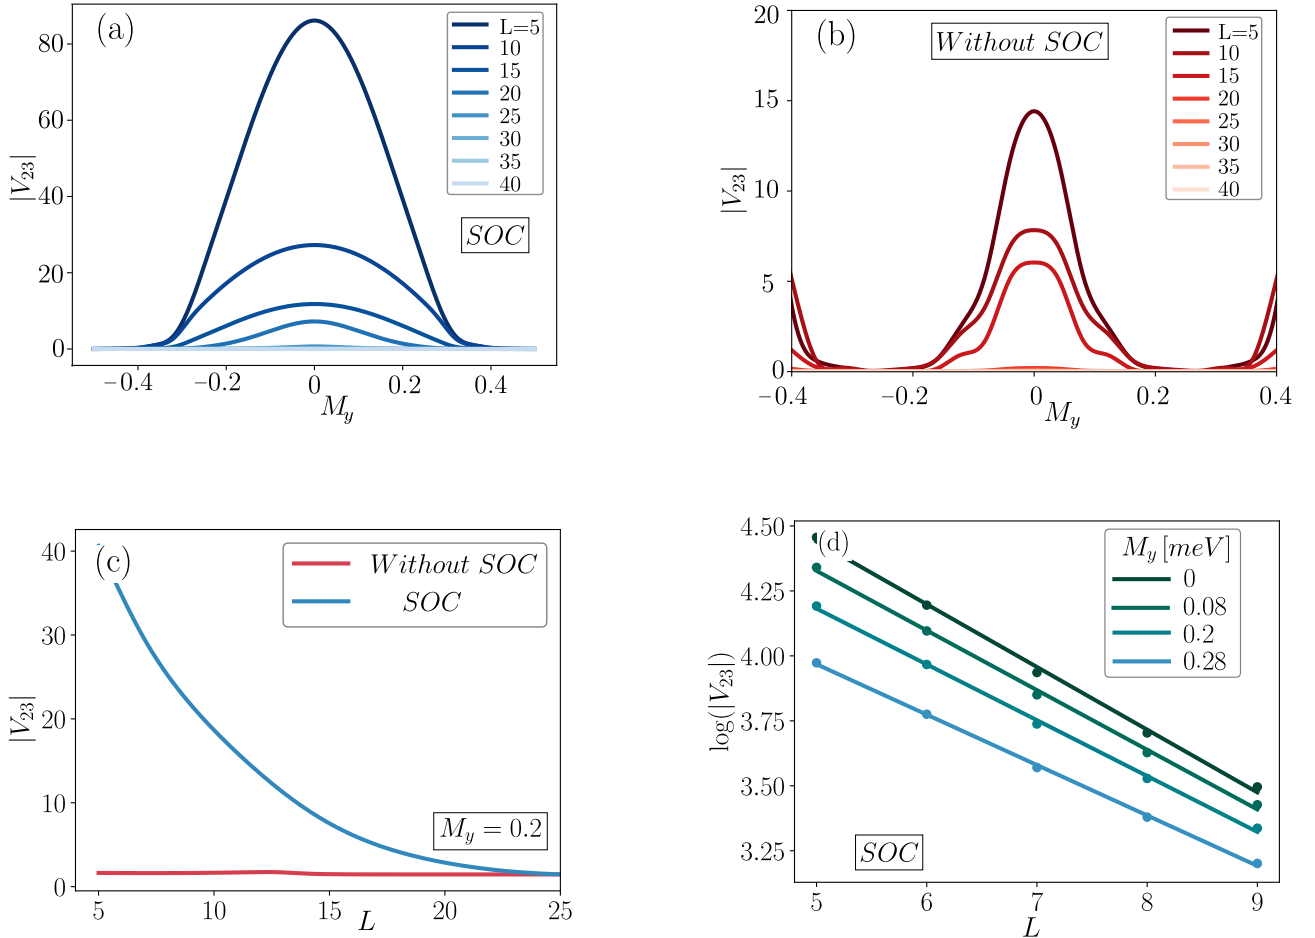 (a)
L=5
10
15
20
25
30
35
40
SOC
80
60
40
20
0
|V₂₃|
−0.4
−0.2
0
0.2
0.4
M_y
(b)
Without SOC
L=5
10
15
20
25
30
35
40
20
15
10
5
0
|V₂₃|
−0.4
−0.2
0
0.2
0.4
M_y
(c)
Without SOC
SOC
M_y = 0.2
40
30
20
10
0
|V₂₃|
5
10
15
20
25
L
(d)
M_y [meV]
0
0.08
0.2
0.28
SOC
4.50
4.25
4.00
3.75
3.50
3.25
log(|V₂₃|)
5
6
7
8
9
L